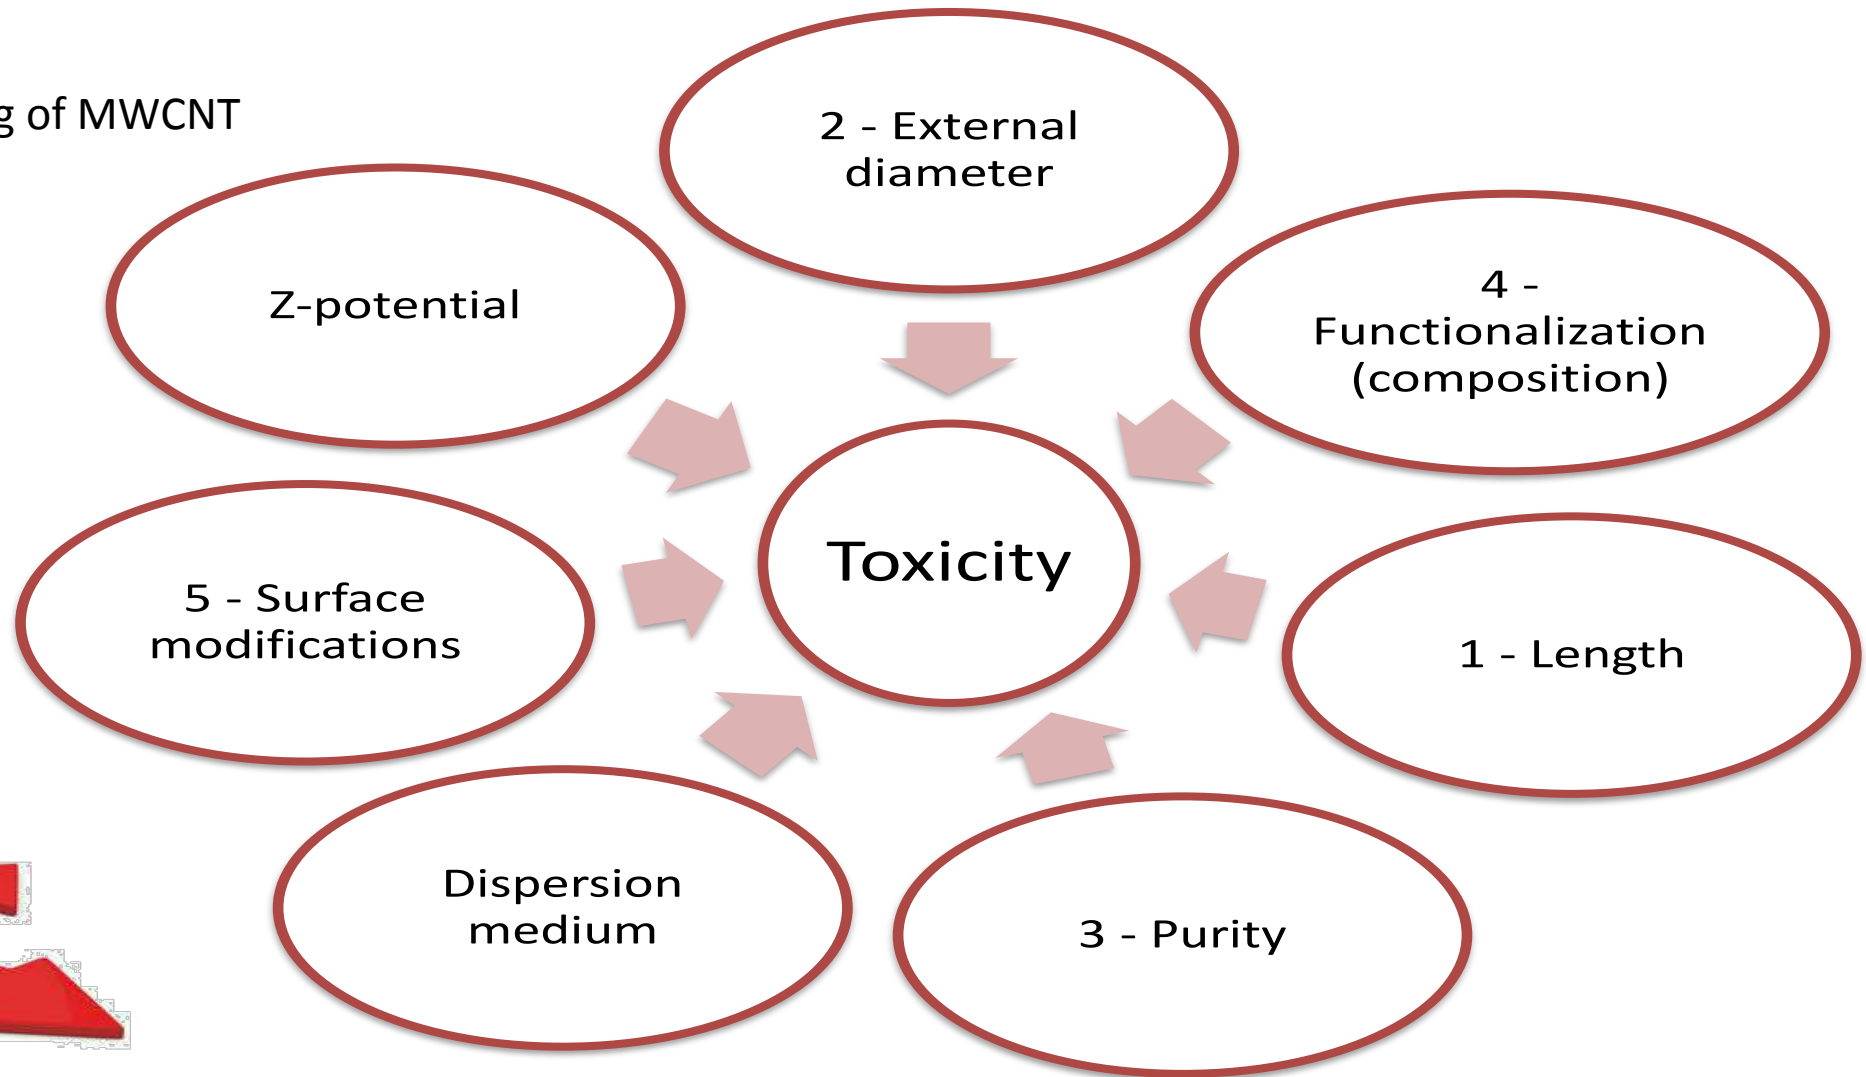 g of MWCNT
2 - External
diameter
Z-potential
4 -
Functionalization
(composition)
Toxicity
5 - Surface
modifications
1 - Length
Dispersion
medium
3 - Purity